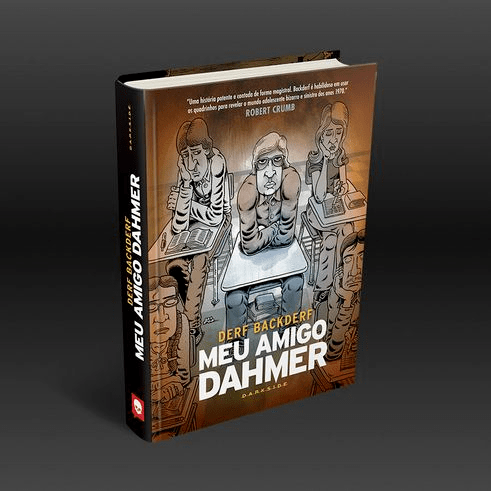 "Uma história potente e contada de forma magistral. Backderf é habilidoso em usar
os quadrinhos para revelar o mundo adolescente bizarro e sinistro dos anos 1970."
ROBERT CRUMB
DERF BACKDERF
MEU AMIGO
DAHMER
D.A.R.K.S.I.D.E
DARKSIDE
DERF BACKDERF
MEU AMIGO DAHMER